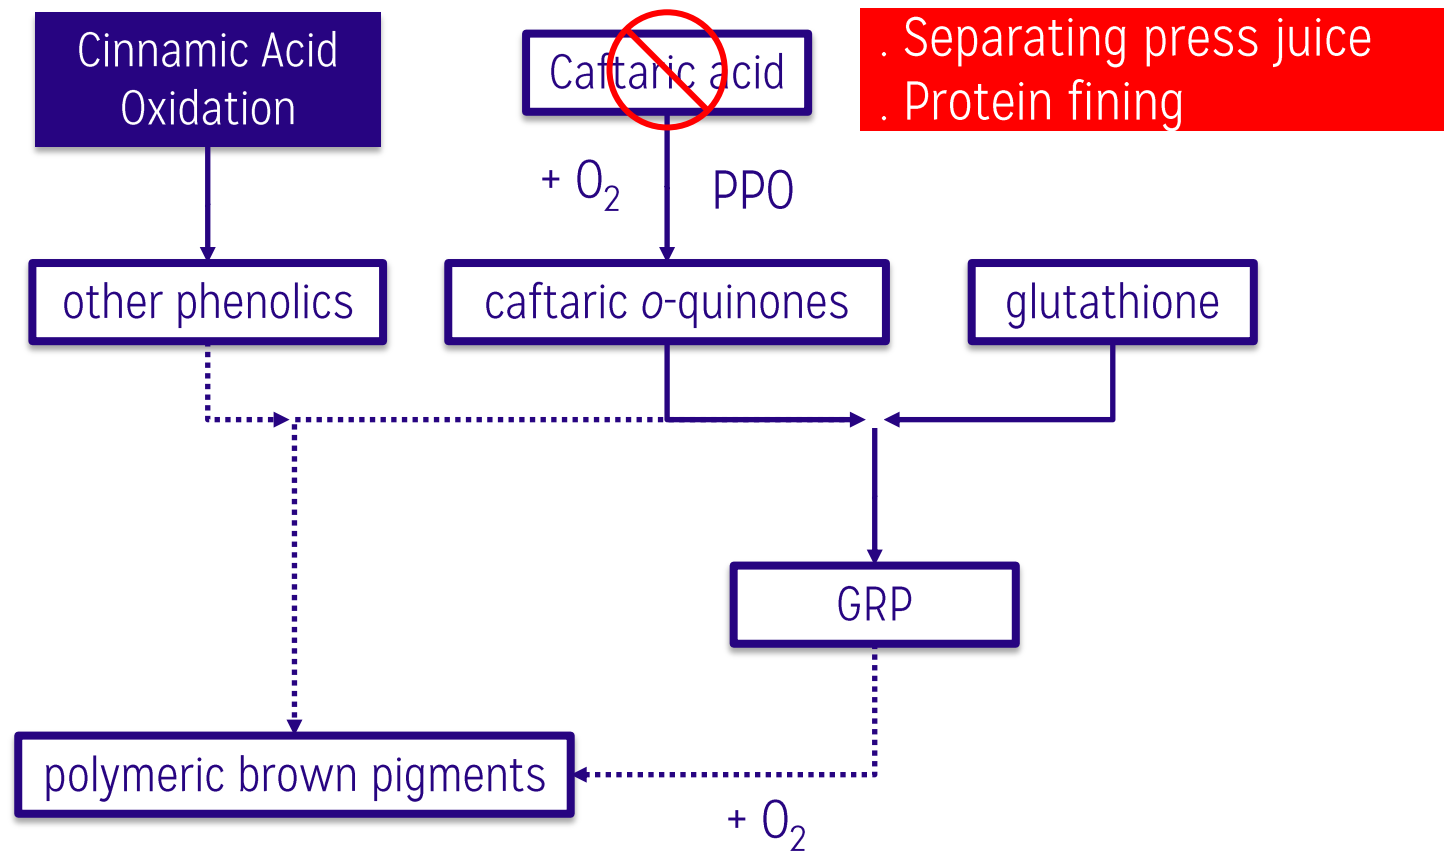 Cinnamic Acid
Oxidation
Caftaric acid
. Separating press juice
. Protein fining
+ O₂
PPO
other phenolics
caftaric o-quinones
glutathione
GRP
polymeric brown pigments
+ O₂